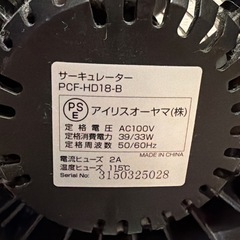 サーキュレーター
PCF-HD18-B
PSE アイリスオーヤマ(株)
定格電圧 AC100V
定格消費電力 39/33W
定格周波数 50/60Hz
MADE IN CHINA
電流ヒューズ 2A
温度ヒューズ 115℃
Serial No. 3150325028